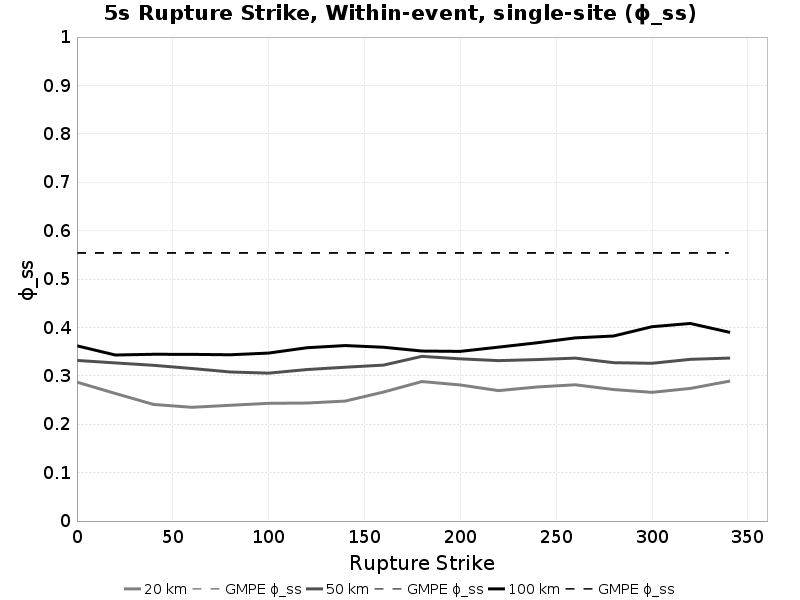 5s Rupture Strike, Within-event, single-site (ϕ_ss)
1
0.9
0.8
0.7
0.6
0.5
0.4
0.3
0.2
0.1
0
ϕ_ss
0 50 100 150 200 250 300 350
Rupture Strike
20 km GMPE ϕ_ss 50 km GMPE ϕ_ss 100 km GMPE ϕ_ss